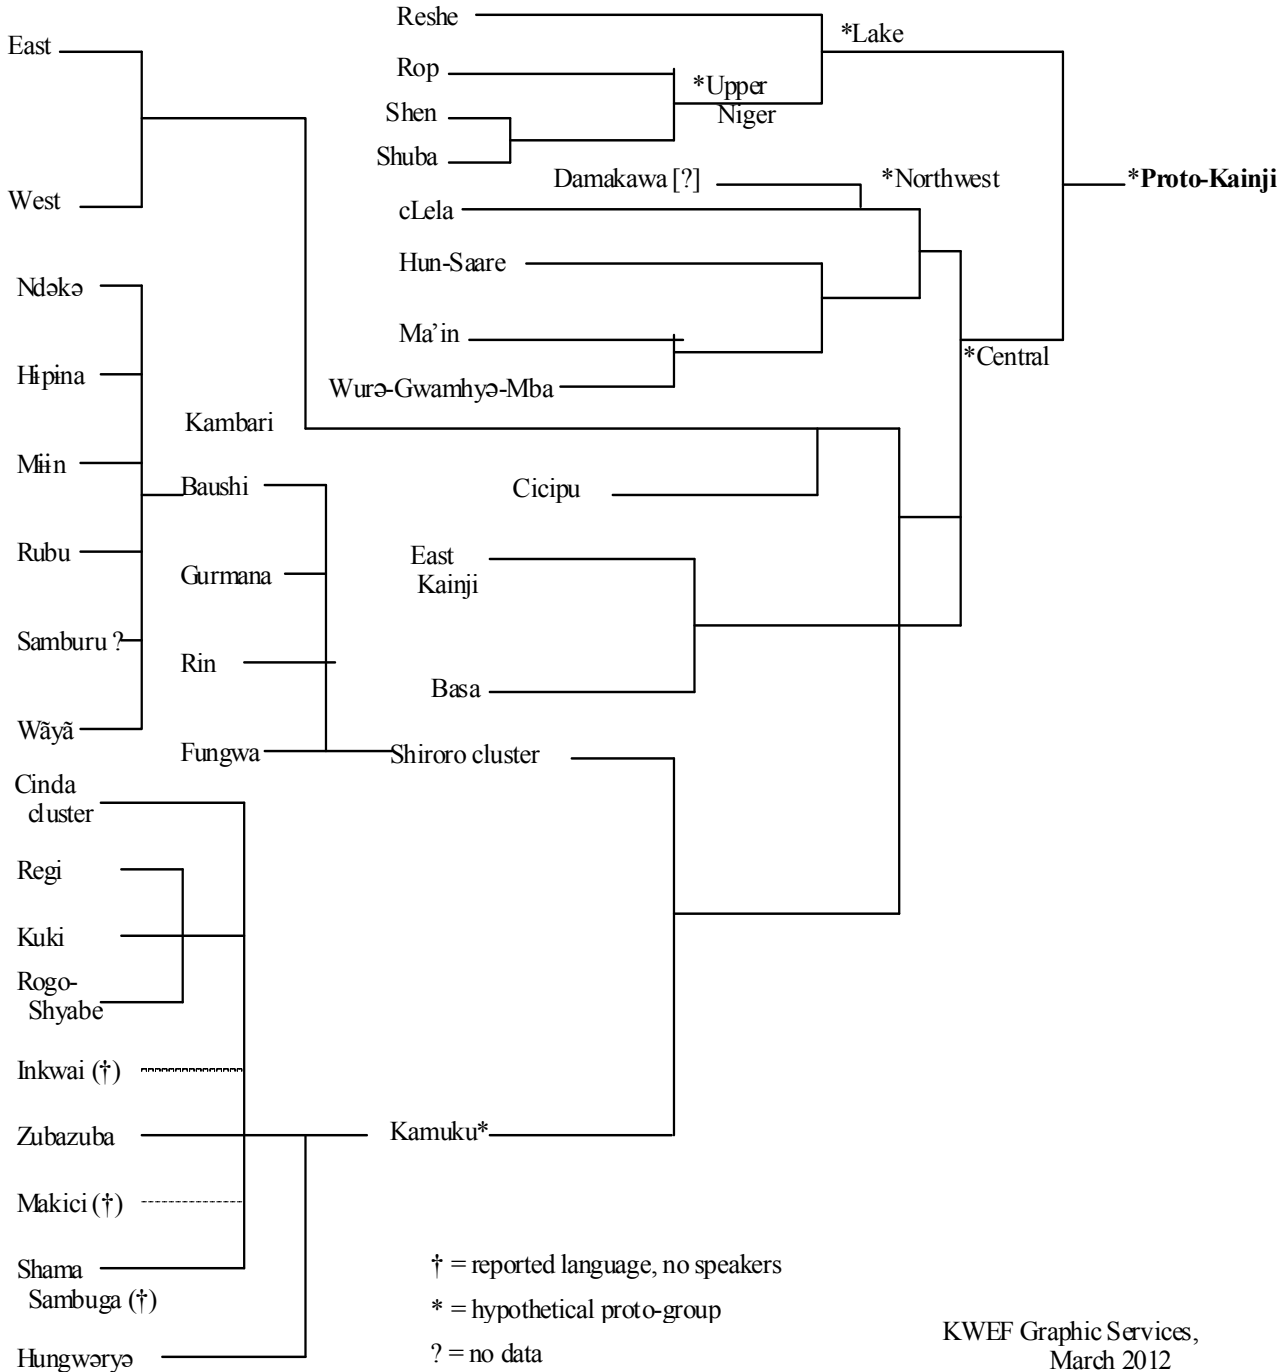 Reshe
*Lake
East
Rop
*Upper
Niger
Shen
Shuba
Damakawa [?]
*Northwest
*Proto-Kainji
West
cLela
Hun-Saare
Ndəkə
Ma’in
*Central
Hɨpɨna
Wurə-Gwamhyə-Mba
Kambari
Mɨɨn
Baushi
Cicipu
Rubu
East
Kainji
Gurmana
Samburu ?
Rin
Basa
Wãyã
Fungwa
Shiroro cluster
Cinda
cluster
Regi
Kuki
Rogo-
Shyabe
Inkwai (†)
Zubazuba
Kamuku*
Makici (†)
Shama
Sambuga (†)
Hungwəryə
† = reported language, no speakers
* = hypothetical proto-group
? = no data
KWEF Graphic Services,
March 2012